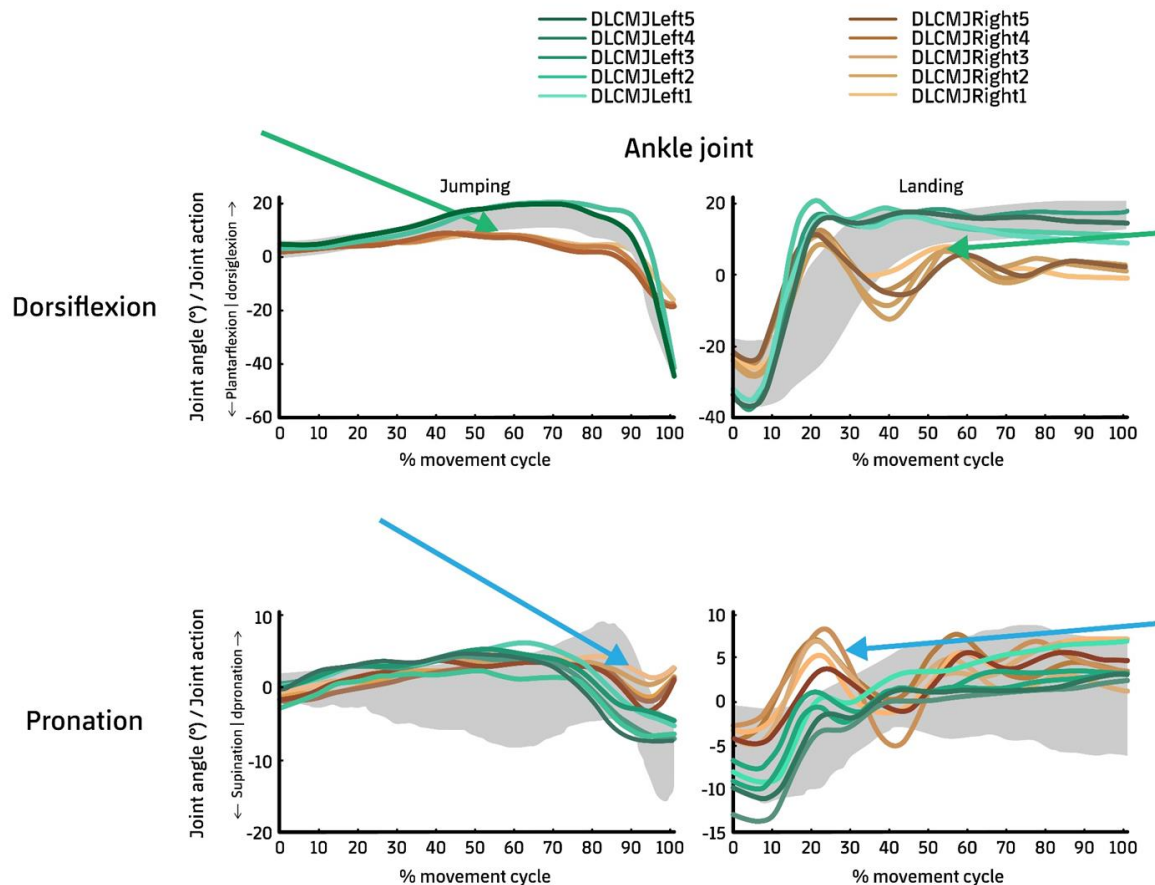 DLCMJLeft5
DLCMJLeft4
DLCMJLeft3
DLCMJLeft2
DLCMJLeft1
DLCMJRight5
DLCMJRight4
DLCMJRight3
DLCMJRight2
DLCMJRight1
Ankle joint
Dorsiflexion
Joint angle (°) / Joint action
← Plantarflexion | dorsiglexion →
Jumping
20
0
-20
-40
-60
0 10 20 30 40 50 60 70 80 90 100
% movement cycle
Landing
20
0
-20
-40
0 10 20 30 40 50 60 70 80 90 100
% movement cycle
Pronation
Joint angle (°) / Joint action
← Supination | dpronation →
10
0
-10
-20
0 10 20 30 40 50 60 70 80 90 100
% movement cycle
10
5
0
-5
-10
-15
0 10 20 30 40 50 60 70 80 90 100
% movement cycle